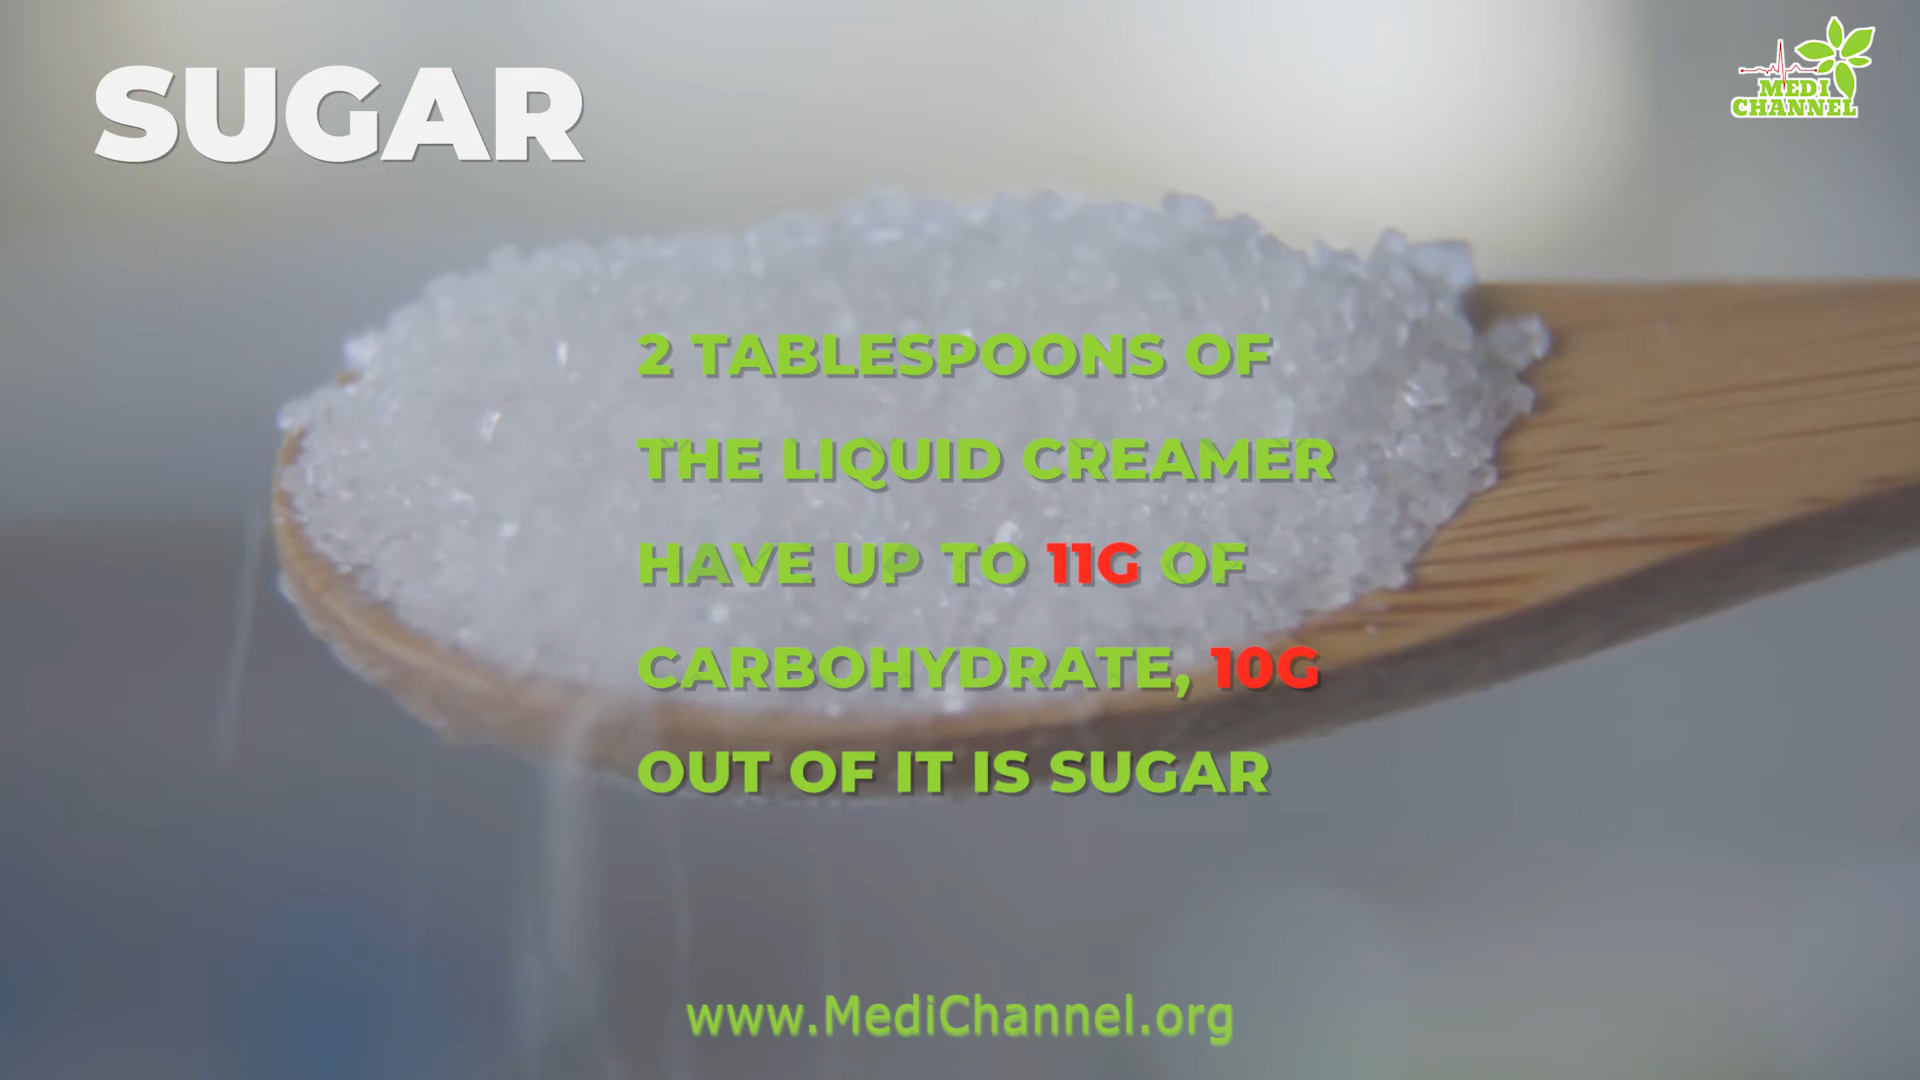 SUGAR
MEDI
CHANNEL
2 TABLESPOONS OF
THE LIQUID CREAMER
HAVE UP TO 11G OF
CARBOHYDRATE, 10G
OUT OF IT IS SUGAR
www.MediChannel.org